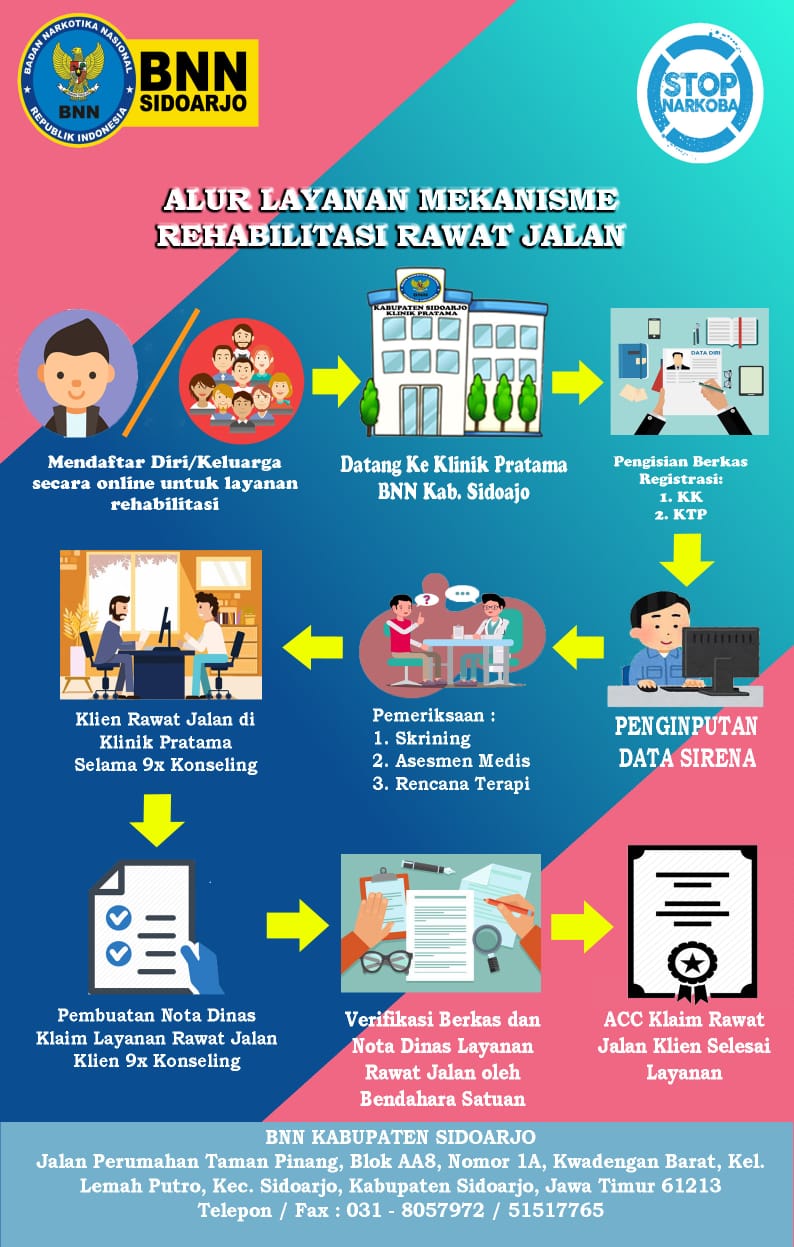 BADAN NARKOTIKA NASIONAL
REPUBLIK INDONESIA
BNN
BNN
SIDOARJO
STOP
NARKOBA
ALUR LAYANAN MEKANISME
REHABILITASI RAWAT JALAN
KABUPATEN SIDOARJO
KLINIK PRATAMA
DATA DIRI
Mendaftar Diri/Keluarga
secara online untuk layanan
rehabilitasi
Datang Ke Klinik Pratama
BNN Kab. Sidoajo
Pengisian Berkas
Registrasi:
1. KK
2. KTP
?
Klien Rawat Jalan di
Klinik Pratama
Selama 9x Konseling
Pemeriksaan :
1. Skrining
2. Asesmen Medis
3. Rencana Terapi
PENGINPUTAN
DATA SIRENA
Pembuatan Nota Dinas
Klaim Layanan Rawat Jalan
Klien 9x Konseling
Verifikasi Berkas dan
Nota Dinas Layanan
Rawat Jalan oleh
Bendahara Satuan
ACC Klaim Rawat
Jalan Klien Selesai
Layanan
BNN KABUPATEN SIDOARJO
Jalan Perumahan Taman Pinang, Blok AA8, Nomor 1A, Kwadengan Barat, Kel.
Lemah Putro, Kec. Sidoarjo, Kabupaten Sidoarjo, Jawa Timur 61213
Telepon / Fax : 031 - 8057972 / 51517765